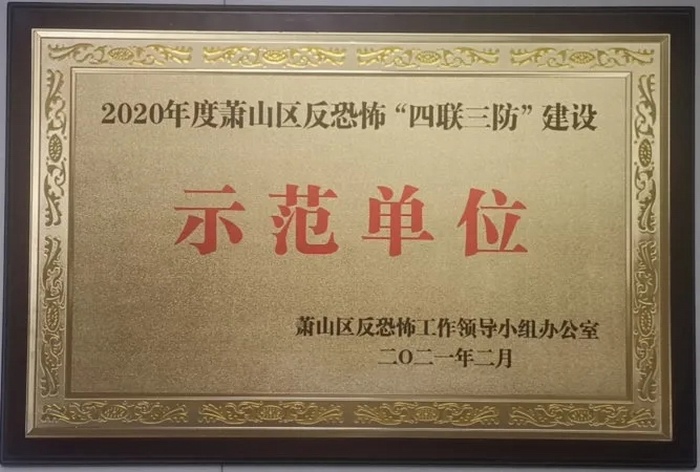 2020年度萧山区反恐怖“四联三防”建设
示范单位
萧山区反恐怖工作领导小组办公室
二〇二一年二月